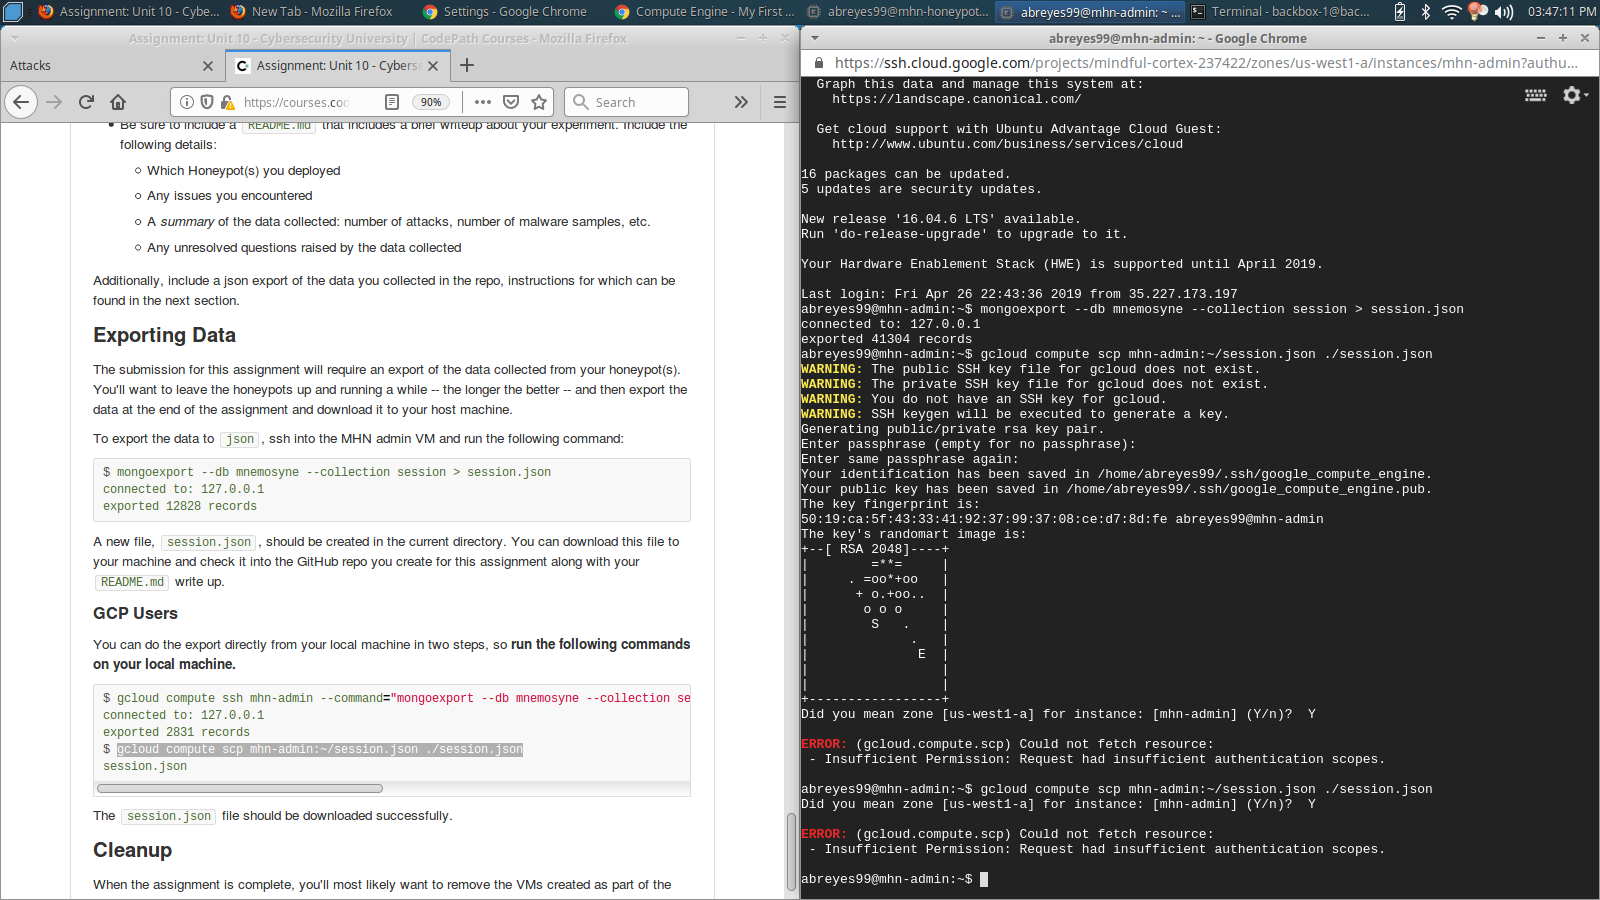 Assignment: Unit 10 - Cybe...
New Tab - Mozilla Firefox
Settings - Google Chrome
Compute Engine - My First ...
abreyes99@mhn-honeypot...
abreyes99@mhn-admin: ~ ...
Terminal - backbox-1@bac...
03:47:11 PM
Assignment: Unit 10 - Cybersecurity University | CodePath Courses - Mozilla Firefox
Attacks
Assignment: Unit 10 - Cyberse
https://courses.co
90%
Search
Be sure to include a README.md that includes a brief writeup about your experiment. Include the
following details:
Which Honeypot(s) you deployed
Any issues you encountered
A summary of the data collected: number of attacks, number of malware samples, etc.
Any unresolved questions raised by the data collected
Additionally, include a json export of the data you collected in the repo, instructions for which can be
found in the next section.
Exporting Data
The submission for this assignment will require an export of the data collected from your honeypot(s).
You'll want to leave the honeypots up and running a while -- the longer the better -- and then export the
data at the end of the assignment and download it to your host machine.
To export the data to json, ssh into the MHN admin VM and run the following command:
$ mongoexport --db mnemosyne --collection session > session.json
connected to: 127.0.0.1
exported 12828 records
A new file, session.json, should be created in the current directory. You can download this file to
your machine and check it into the GitHub repo you create for this assignment along with your
README.md write up.
GCP Users
You can do the export directly from your local machine in two steps, so run the following commands
on your local machine.
$ gcloud compute ssh mhn-admin --command="mongoexport --db mnemosyne --collection se
connected to: 127.0.0.1
exported 2831 records
$ gcloud compute scp mhn-admin:~/session.json ./session.json
session.json
The session.json file should be downloaded successfully.
Cleanup
When the assignment is complete, you'll most likely want to remove the VMs created as part of the
abreyes99@mhn-admin: ~ - Google Chrome
https://ssh.cloud.google.com/projects/mindful-cortex-237422/zones/us-west1-a/instances/mhn-admin?authu...
Graph this data and manage this system at:
https://landscape.canonical.com/
Get cloud support with Ubuntu Advantage Cloud Guest:
http://www.ubuntu.com/business/services/cloud
16 packages can be updated.
5 updates are security updates.
New release '16.04.6 LTS' available.
Run 'do-release-upgrade' to upgrade to it.
Your Hardware Enablement Stack (HWE) is supported until April 2019.
Last login: Fri Apr 26 22:43:36 2019 from 35.227.173.197
abreyes99@mhn-admin:~$ mongoexport --db mnemosyne --collection session > session.json
connected to: 127.0.0.1
exported 41304 records
abreyes99@mhn-admin:~$ gcloud compute scp mhn-admin:~/session.json ./session.json
WARNING: The public SSH key file for gcloud does not exist.
WARNING: The private SSH key file for gcloud does not exist.
WARNING: You do not have an SSH key for gcloud.
WARNING: SSH keygen will be executed to generate a key.
Generating public/private rsa key pair.
Enter passphrase (empty for no passphrase):
Enter same passphrase again:
Your identification has been saved in /home/abreyes99/.ssh/google_compute_engine.
Your public key has been saved in /home/abreyes99/.ssh/google_compute_engine.pub.
The key fingerprint is:
50:19:ca:5f:43:33:41:92:37:99:37:08:ce:d7:8d:fe abreyes99@mhn-admin
The key's randomart image is:
+--[ RSA 2048]----+
|        =**=     |
|     . =oo*+oo   |
|      + o.+oo..  |
|       o o o     |
|        S   .    |
|             .   |
|              E  |
|                 |
|                 |
+-----------------+
Did you mean zone [us-west1-a] for instance: [mhn-admin] (Y/n)?  Y
ERROR: (gcloud.compute.scp) Could not fetch resource:
- Insufficient Permission: Request had insufficient authentication scopes.
abreyes99@mhn-admin:~$ gcloud compute scp mhn-admin:~/session.json ./session.json
Did you mean zone [us-west1-a] for instance: [mhn-admin] (Y/n)?  Y
ERROR: (gcloud.compute.scp) Could not fetch resource:
- Insufficient Permission: Request had insufficient authentication scopes.
abreyes99@mhn-admin:~$